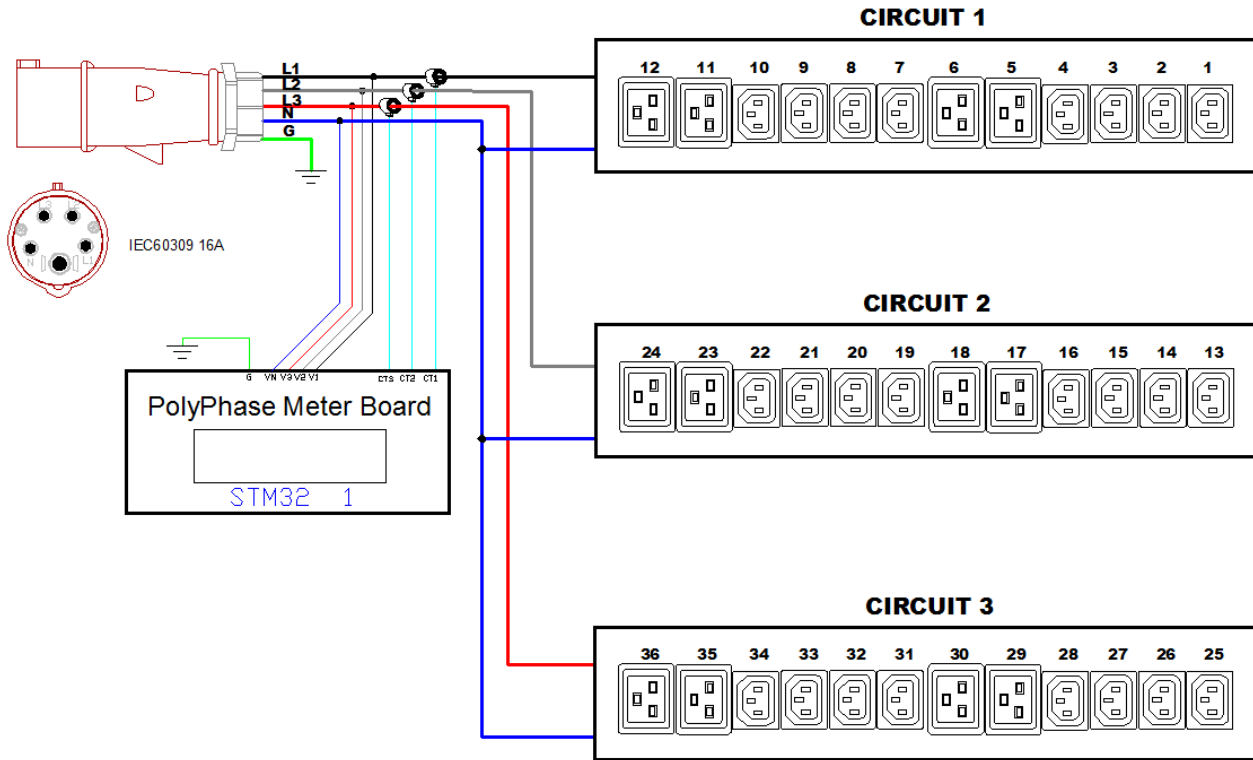 CIRCUIT 1
L1
L2
L3
N
G
12 11 10 9 8 7 6 5 4 3 2 1
L3 L2
N L1
IEC60309 16A
CIRCUIT 2
24 23 22 21 20 19 18 17 16 15 14 13
G VN V3 V2 V1 CT3 CT2 CT1
PolyPhase Meter Board
STM32 1
CIRCUIT 3
36 35 34 33 32 31 30 29 28 27 26 25